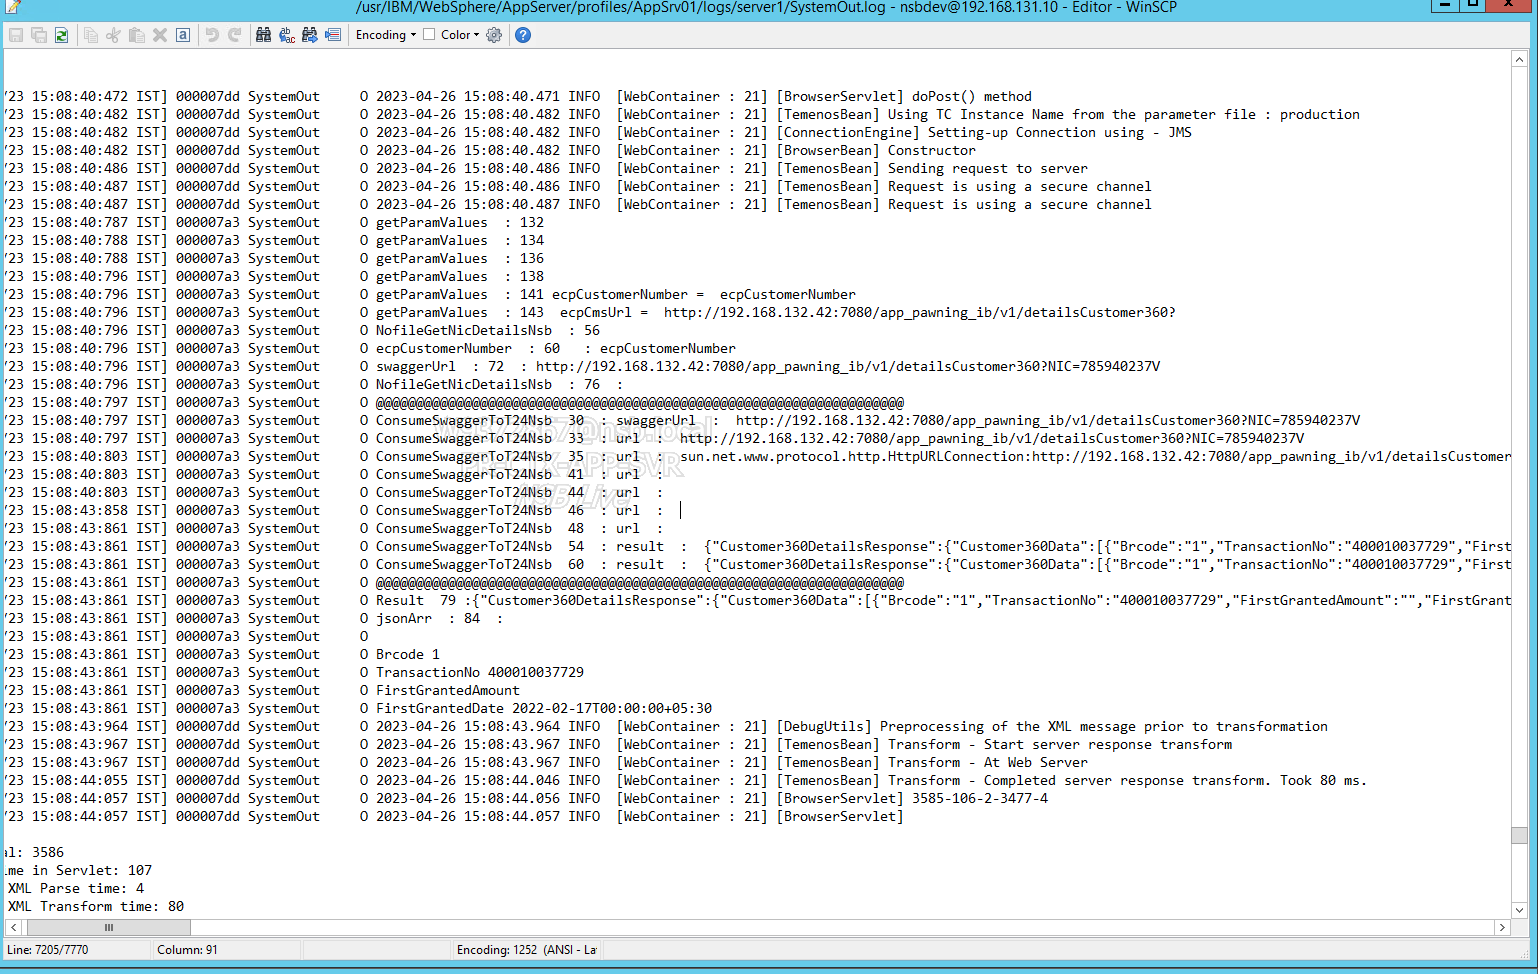 /usr/IBM/WebSphere/AppServer/profiles/AppSrv01/logs/server1/SystemOut.log - nsbdev@192.168.131.10 - Editor - WinSCP
Encoding Color
/23 15:08:40:472 IST] 000007dd SystemOut     O 2023-04-26 15:08:40.471 INFO  [WebContainer : 21] [BrowserServlet] doPost() method
/23 15:08:40:482 IST] 000007dd SystemOut     O 2023-04-26 15:08:40.482 INFO  [WebContainer : 21] [TemenosBean] Using TC Instance Name from the parameter file : production
/23 15:08:40:482 IST] 000007dd SystemOut     O 2023-04-26 15:08:40.482 INFO  [WebContainer : 21] [ConnectionEngine] Setting-up Connection using - JMS
/23 15:08:40:482 IST] 000007dd SystemOut     O 2023-04-26 15:08:40.482 INFO  [WebContainer : 21] [BrowserBean] Constructor
/23 15:08:40:486 IST] 000007dd SystemOut     O 2023-04-26 15:08:40.486 INFO  [WebContainer : 21] [TemenosBean] Sending request to server
/23 15:08:40:487 IST] 000007dd SystemOut     O 2023-04-26 15:08:40.486 INFO  [WebContainer : 21] [TemenosBean] Request is using a secure channel
/23 15:08:40:487 IST] 000007dd SystemOut     O 2023-04-26 15:08:40.487 INFO  [WebContainer : 21] [TemenosBean] Request is using a secure channel
/23 15:08:40:787 IST] 000007a3 SystemOut     O getParamValues  : 132
/23 15:08:40:788 IST] 000007a3 SystemOut     O getParamValues  : 134
/23 15:08:40:788 IST] 000007a3 SystemOut     O getParamValues  : 136
/23 15:08:40:796 IST] 000007a3 SystemOut     O getParamValues  : 138
/23 15:08:40:796 IST] 000007a3 SystemOut     O getParamValues  : 141 ecpCustomerNumber =  ecpCustomerNumber
/23 15:08:40:796 IST] 000007a3 SystemOut     O getParamValues  : 143  ecpCmsUrl =  http://192.168.132.42:7080/app_pawning_ib/v1/detailsCustomer360?
/23 15:08:40:796 IST] 000007a3 SystemOut     O NofileGetNicDetailsNsb  : 56
/23 15:08:40:796 IST] 000007a3 SystemOut     O ecpCustomerNumber  : 60   : ecpCustomerNumber
/23 15:08:40:796 IST] 000007a3 SystemOut     O swaggerUrl  : 72  : http://192.168.132.42:7080/app_pawning_ib/v1/detailsCustomer360?NIC=785940237V
/23 15:08:40:796 IST] 000007a3 SystemOut     O NofileGetNicDetailsNsb  : 76  :
/23 15:08:40:797 IST] 000007a3 SystemOut     O @@@@@@@@@@@@@@@@@@@@@@@@@@@@@@@@@@@@@@@@@@@@@@@@@@@@@@@@@@@@@@@@@@
/23 15:08:40:797 IST] 000007a3 SystemOut     O ConsumeSwaggerToT24Nsb  30  : swaggerUrl  :  http://192.168.132.42:7080/app_pawning_ib/v1/detailsCustomer360?NIC=785940237V
/23 15:08:40:797 IST] 000007a3 SystemOut     O ConsumeSwaggerToT24Nsb  33  : url  :  http://192.168.132.42:7080/app_pawning_ib/v1/detailsCustomer360?NIC=785940237V
/23 15:08:40:803 IST] 000007a3 SystemOut     O ConsumeSwaggerToT24Nsb  35  : url  :  sun.net.www.protocol.http.HttpURLConnection:http://192.168.132.42:7080/app_pawning_ib/v1/detailsCustomer
/23 15:08:40:803 IST] 000007a3 SystemOut     O ConsumeSwaggerToT24Nsb  41  : url  :
/23 15:08:40:803 IST] 000007a3 SystemOut     O ConsumeSwaggerToT24Nsb  44  : url  :
/23 15:08:43:858 IST] 000007a3 SystemOut     O ConsumeSwaggerToT24Nsb  46  : url  :
/23 15:08:43:861 IST] 000007a3 SystemOut     O ConsumeSwaggerToT24Nsb  48  : url  :
/23 15:08:43:861 IST] 000007a3 SystemOut     O ConsumeSwaggerToT24Nsb  54  : result  :  {"Customer360DetailsResponse":{"Customer360Data":[{"Brcode":"1","TransactionNo":"400010037729","First
/23 15:08:43:861 IST] 000007a3 SystemOut     O ConsumeSwaggerToT24Nsb  60  : result  :  {"Customer360DetailsResponse":{"Customer360Data":[{"Brcode":"1","TransactionNo":"400010037729","First
/23 15:08:43:861 IST] 000007a3 SystemOut     O @@@@@@@@@@@@@@@@@@@@@@@@@@@@@@@@@@@@@@@@@@@@@@@@@@@@@@@@@@@@@@@@@@
/23 15:08:43:861 IST] 000007a3 SystemOut     O Result  79 :{"Customer360DetailsResponse":{"Customer360Data":[{"Brcode":"1","TransactionNo":"400010037729","FirstGrantedAmount":"","FirstGrant
/23 15:08:43:861 IST] 000007a3 SystemOut     O jsonArr  : 84  :
/23 15:08:43:861 IST] 000007a3 SystemOut     O
/23 15:08:43:861 IST] 000007a3 SystemOut     O Brcode 1
/23 15:08:43:861 IST] 000007a3 SystemOut     O TransactionNo 400010037729
/23 15:08:43:861 IST] 000007a3 SystemOut     O FirstGrantedAmount
/23 15:08:43:861 IST] 000007a3 SystemOut     O FirstGrantedDate 2022-02-17T00:00:00+05:30
/23 15:08:43:964 IST] 000007dd SystemOut     O 2023-04-26 15:08:43.964 INFO  [WebContainer : 21] [DebugUtils] Preprocessing of the XML message prior to transformation
/23 15:08:43:967 IST] 000007dd SystemOut     O 2023-04-26 15:08:43.967 INFO  [WebContainer : 21] [TemenosBean] Transform - Start server response transform
/23 15:08:43:967 IST] 000007dd SystemOut     O 2023-04-26 15:08:43.967 INFO  [WebContainer : 21] [TemenosBean] Transform - At Web Server
/23 15:08:44:055 IST] 000007dd SystemOut     O 2023-04-26 15:08:44.046 INFO  [WebContainer : 21] [TemenosBean] Transform - Completed server response transform. Took 80 ms.
/23 15:08:44:057 IST] 000007dd SystemOut     O 2023-04-26 15:08:44.056 INFO  [WebContainer : 21] [BrowserServlet] 3585-106-2-3477-4
/23 15:08:44:057 IST] 000007dd SystemOut     O 2023-04-26 15:08:44.057 INFO  [WebContainer : 21] [BrowserServlet]
al: 3586
ime in Servlet: 107
XML Parse time: 4
XML Transform time: 80
NSB Live
Line: 7205/7770 Column: 91 Encoding: 1252 (ANSI - La